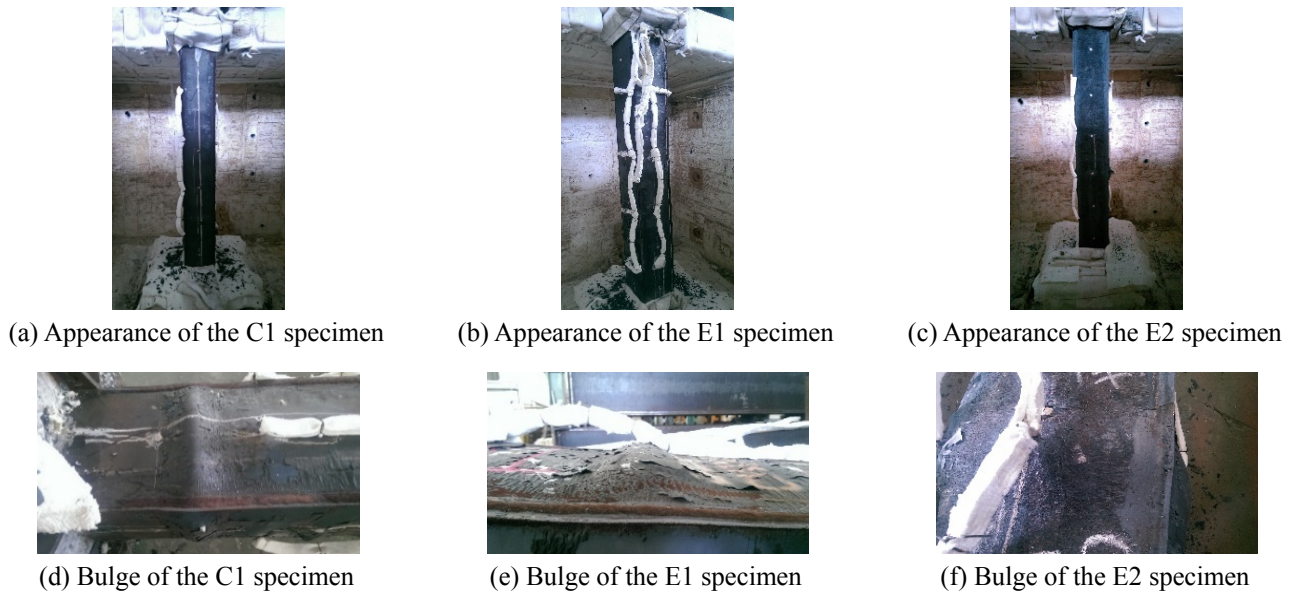 (a) Appearance of the C1 specimen
(b) Appearance of the E1 specimen
(c) Appearance of the E2 specimen
(d) Bulge of the C1 specimen
(e) Bulge of the E1 specimen
(f) Bulge of the E2 specimen